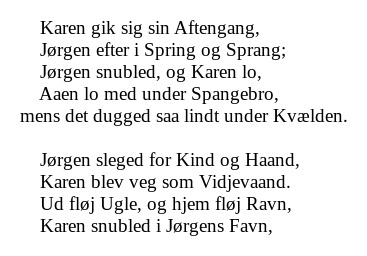 Karen gik sig sin Aftengang,
Jørgen efter i Spring og Sprang;
Jørgen snubled, og Karen lo,
Aaen lo med under Spangebro,
mens det dugged saa lindt under Kvælden.

Jørgen sleged for Kind og Haand,
Karen blev veg som Vidjevaand.
Ud fløj Ugle, og hjem fløj Ravn,
Karen snubled i Jørgens Favn,